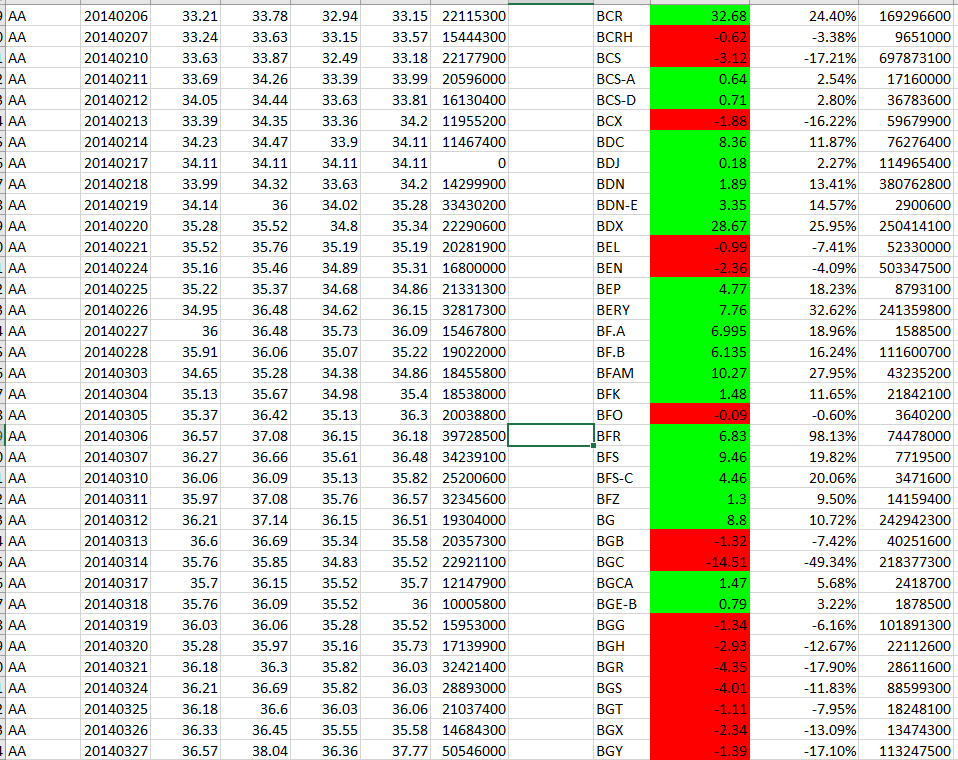 AA 20140206 33.21 33.78 32.94 33.15 22115300 BCR 32.68 24.40% 169296600
AA 20140207 33.24 33.63 33.15 33.57 15444300 BCRH -0.62 -3.38% 9651000
AA 20140210 33.63 33.87 32.49 33.18 22177900 BCS -3.12 -17.21% 697873100
AA 20140211 33.69 34.26 33.39 33.99 20596000 BCS-A 0.64 2.54% 17160000
AA 20140212 34.05 34.44 33.63 33.81 16130400 BCS-D 0.71 2.80% 36783600
AA 20140213 33.39 34.35 33.36 34.2 11955200 BCX -1.88 -16.22% 59679900
AA 20140214 34.23 34.47 33.9 34.11 11467400 BDC 8.36 11.87% 76276400
AA 20140217 34.11 34.11 34.11 34.11 0 BDJ 0.18 2.27% 114965400
AA 20140218 33.99 34.32 33.63 34.2 14299900 BDN 1.89 13.41% 380762800
AA 20140219 34.14 36 34.02 35.28 33430200 BDN-E 3.35 14.57% 2900600
AA 20140220 35.28 35.52 34.8 35.34 22290600 BDX 28.67 25.95% 250414100
AA 20140221 35.52 35.76 35.19 35.19 20281900 BEL -0.99 -7.41% 52330000
AA 20140224 35.16 35.46 34.89 35.31 16800000 BEN -2.36 -4.09% 503347500
AA 20140225 35.22 35.37 34.68 34.86 21331300 BEP 4.77 18.23% 8793100
AA 20140226 34.95 36.48 34.62 36.15 32817300 BERY 7.76 32.62% 241359800
AA 20140227 36 36.48 35.73 36.09 15467800 BF.A 6.995 18.96% 1588500
AA 20140228 35.91 36.06 35.07 35.22 19022000 BF.B 6.135 16.24% 111600700
AA 20140303 34.65 35.28 34.38 34.86 18455800 BFAM 10.27 27.95% 43235200
AA 20140304 35.13 35.67 34.98 35.4 18538000 BFK 1.48 11.65% 21842100
AA 20140305 35.37 36.42 35.13 36.3 20038800 BFO -0.09 -0.60% 3640200
AA 20140306 36.57 37.08 36.15 36.18 39728500 BFR 6.83 98.13% 74478000
AA 20140307 36.27 36.66 35.61 36.48 34239100 BFS 9.46 19.82% 7719500
AA 20140310 36.06 36.09 35.13 35.82 25200600 BFS-C 4.46 20.06% 3471600
AA 20140311 35.97 37.08 35.76 36.57 32345600 BFZ 1.3 9.50% 14159400
AA 20140312 36.21 37.14 36.15 36.51 19304000 BG 8.8 10.72% 242942300
AA 20140313 36.6 36.69 35.34 35.58 20357300 BGB -1.32 -7.42% 40251600
AA 20140314 35.76 35.85 34.83 35.52 22921100 BGC -14.51 -49.34% 218377300
AA 20140317 35.7 36.15 35.52 35.7 12147900 BGCA 1.47 5.68% 2418700
AA 20140318 35.76 36.09 35.52 36 10005800 BGE-B 0.79 3.22% 1878500
AA 20140319 36.03 36.06 35.28 35.52 15953000 BGG -1.34 -6.16% 101891300
AA 20140320 35.28 35.97 35.16 35.73 17139900 BGH -2.93 -12.67% 22112600
AA 20140321 36.18 36.3 35.82 36.03 32421400 BGR -4.35 -17.90% 28611600
AA 20140324 36.21 36.69 35.82 36.03 28893000 BGS -4.01 -11.83% 88599300
AA 20140325 36.18 36.6 36.03 36.06 21037400 BGT -1.11 -7.95% 18248100
AA 20140326 36.33 36.45 35.55 35.58 14684300 BGX -2.34 -13.09% 13474300
AA 20140327 36.57 38.04 36.36 37.77 50546000 BGY -1.39 -17.10% 113247500